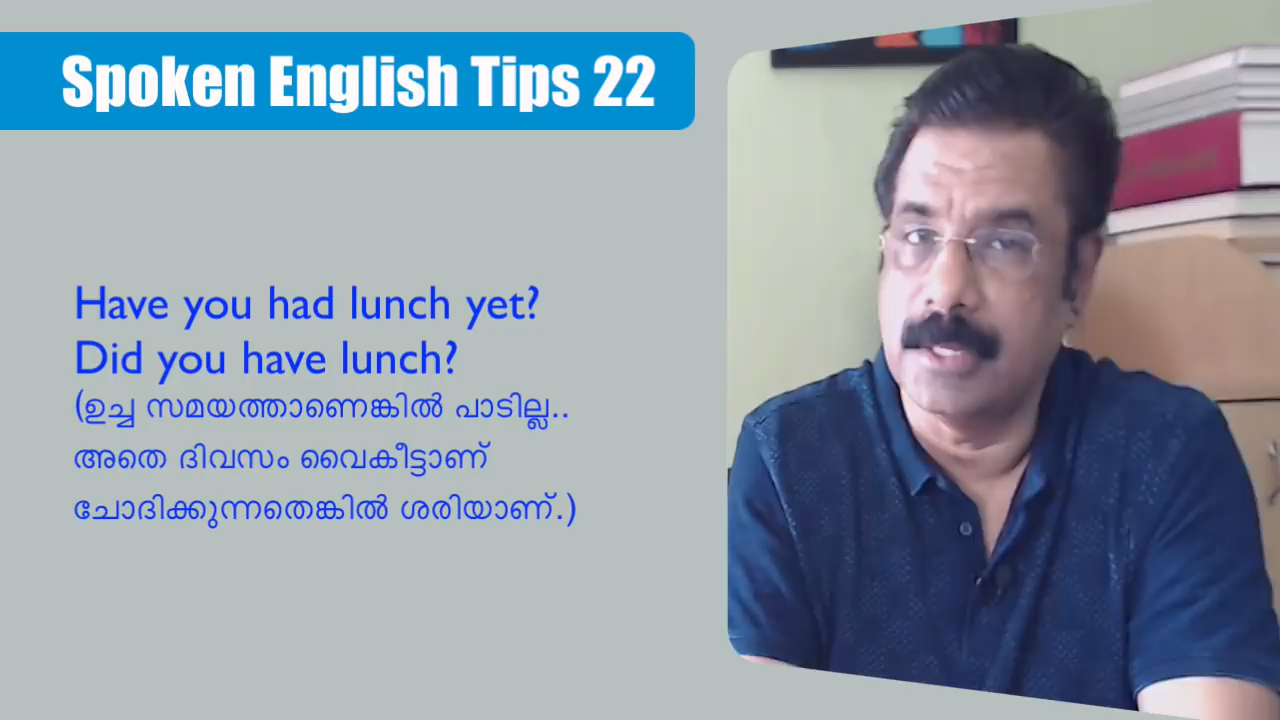 Spoken English Tips 22
Have you had lunch yet?
Did you have lunch?
(ഉച്ച സമയത്താണെങ്കിൽ പാടില്ല..
അതെ ദിവസം വൈകീട്ടാണ്
ചോദിക്കുന്നതെങ്കിൽ ശരിയാണ്.)